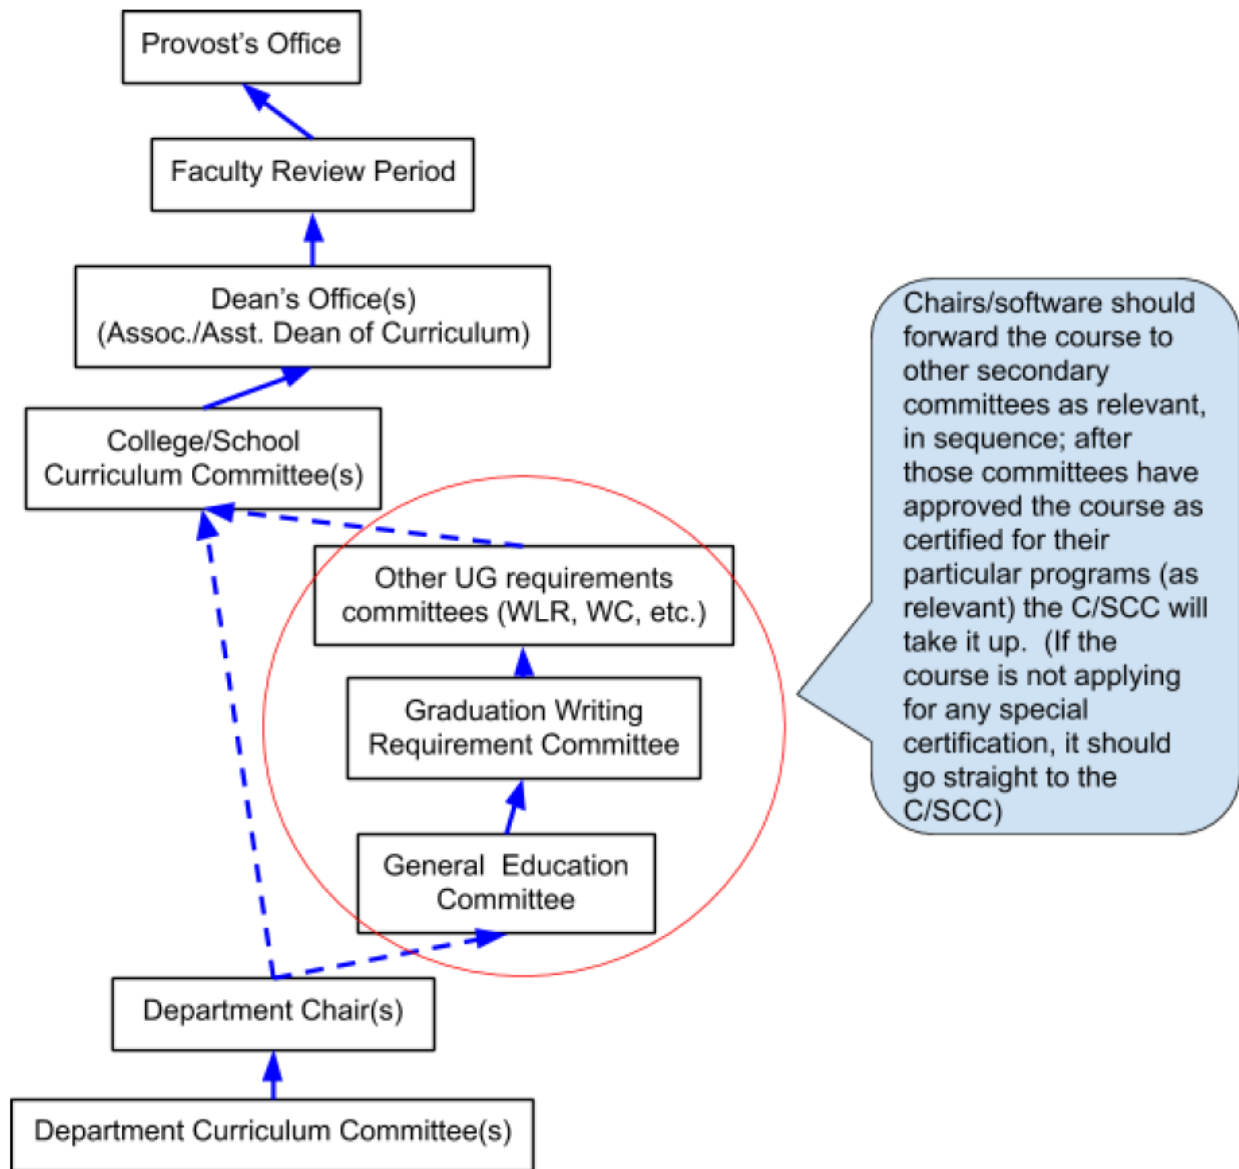 Provost's Office
Faculty Review Period
Dean's Office(s)
(Assoc./Asst. Dean of Curriculum)
College/School
Curriculum Committee(s)
Other UG requirements
committees (WLR, WC, etc.)
Graduation Writing
Requirement Committee
General Education
Committee
Department Chair(s)
Department Curriculum Committee(s)
Chairs/software should
forward the course to
other secondary
committees as relevant,
in sequence; after
those committees have
approved the course as
certified for their
particular programs (as
relevant) the C/SCC will
take it up. (If the
course is not applying
for any special
certification, it should
go straight to the
C/SCC)